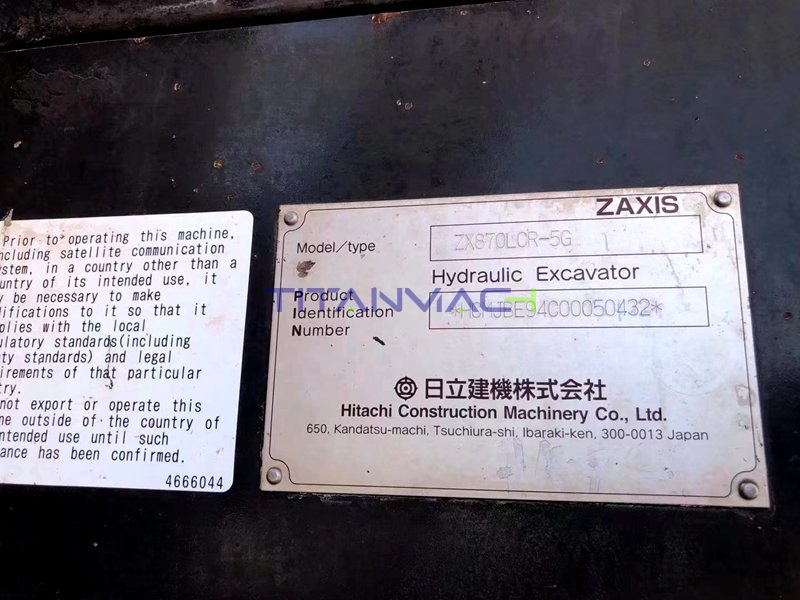 Prior to operating this machine,
ncluding satellite communication
ystem, in a country other than a
ountry of its intended use, it
y be necessary to make
difications to it so that it
plies with the local
ulatory standards(including
ty standards) and legal
irements of that particular
try.
not export or operate this
ne outside of the country of
ntended use until such
ance has been confirmed.
4666044
ZAXIS
Model/type
ZX870LCR-5G
Hydraulic Excavator
Product
Identification
Number
TITANMACH
日立建機株式会社
Hitachi Construction Machinery Co., Ltd.
650, Kandatsu-machi, Tsuchiura-shi, Ibaraki-ken, 300-0013 Japan